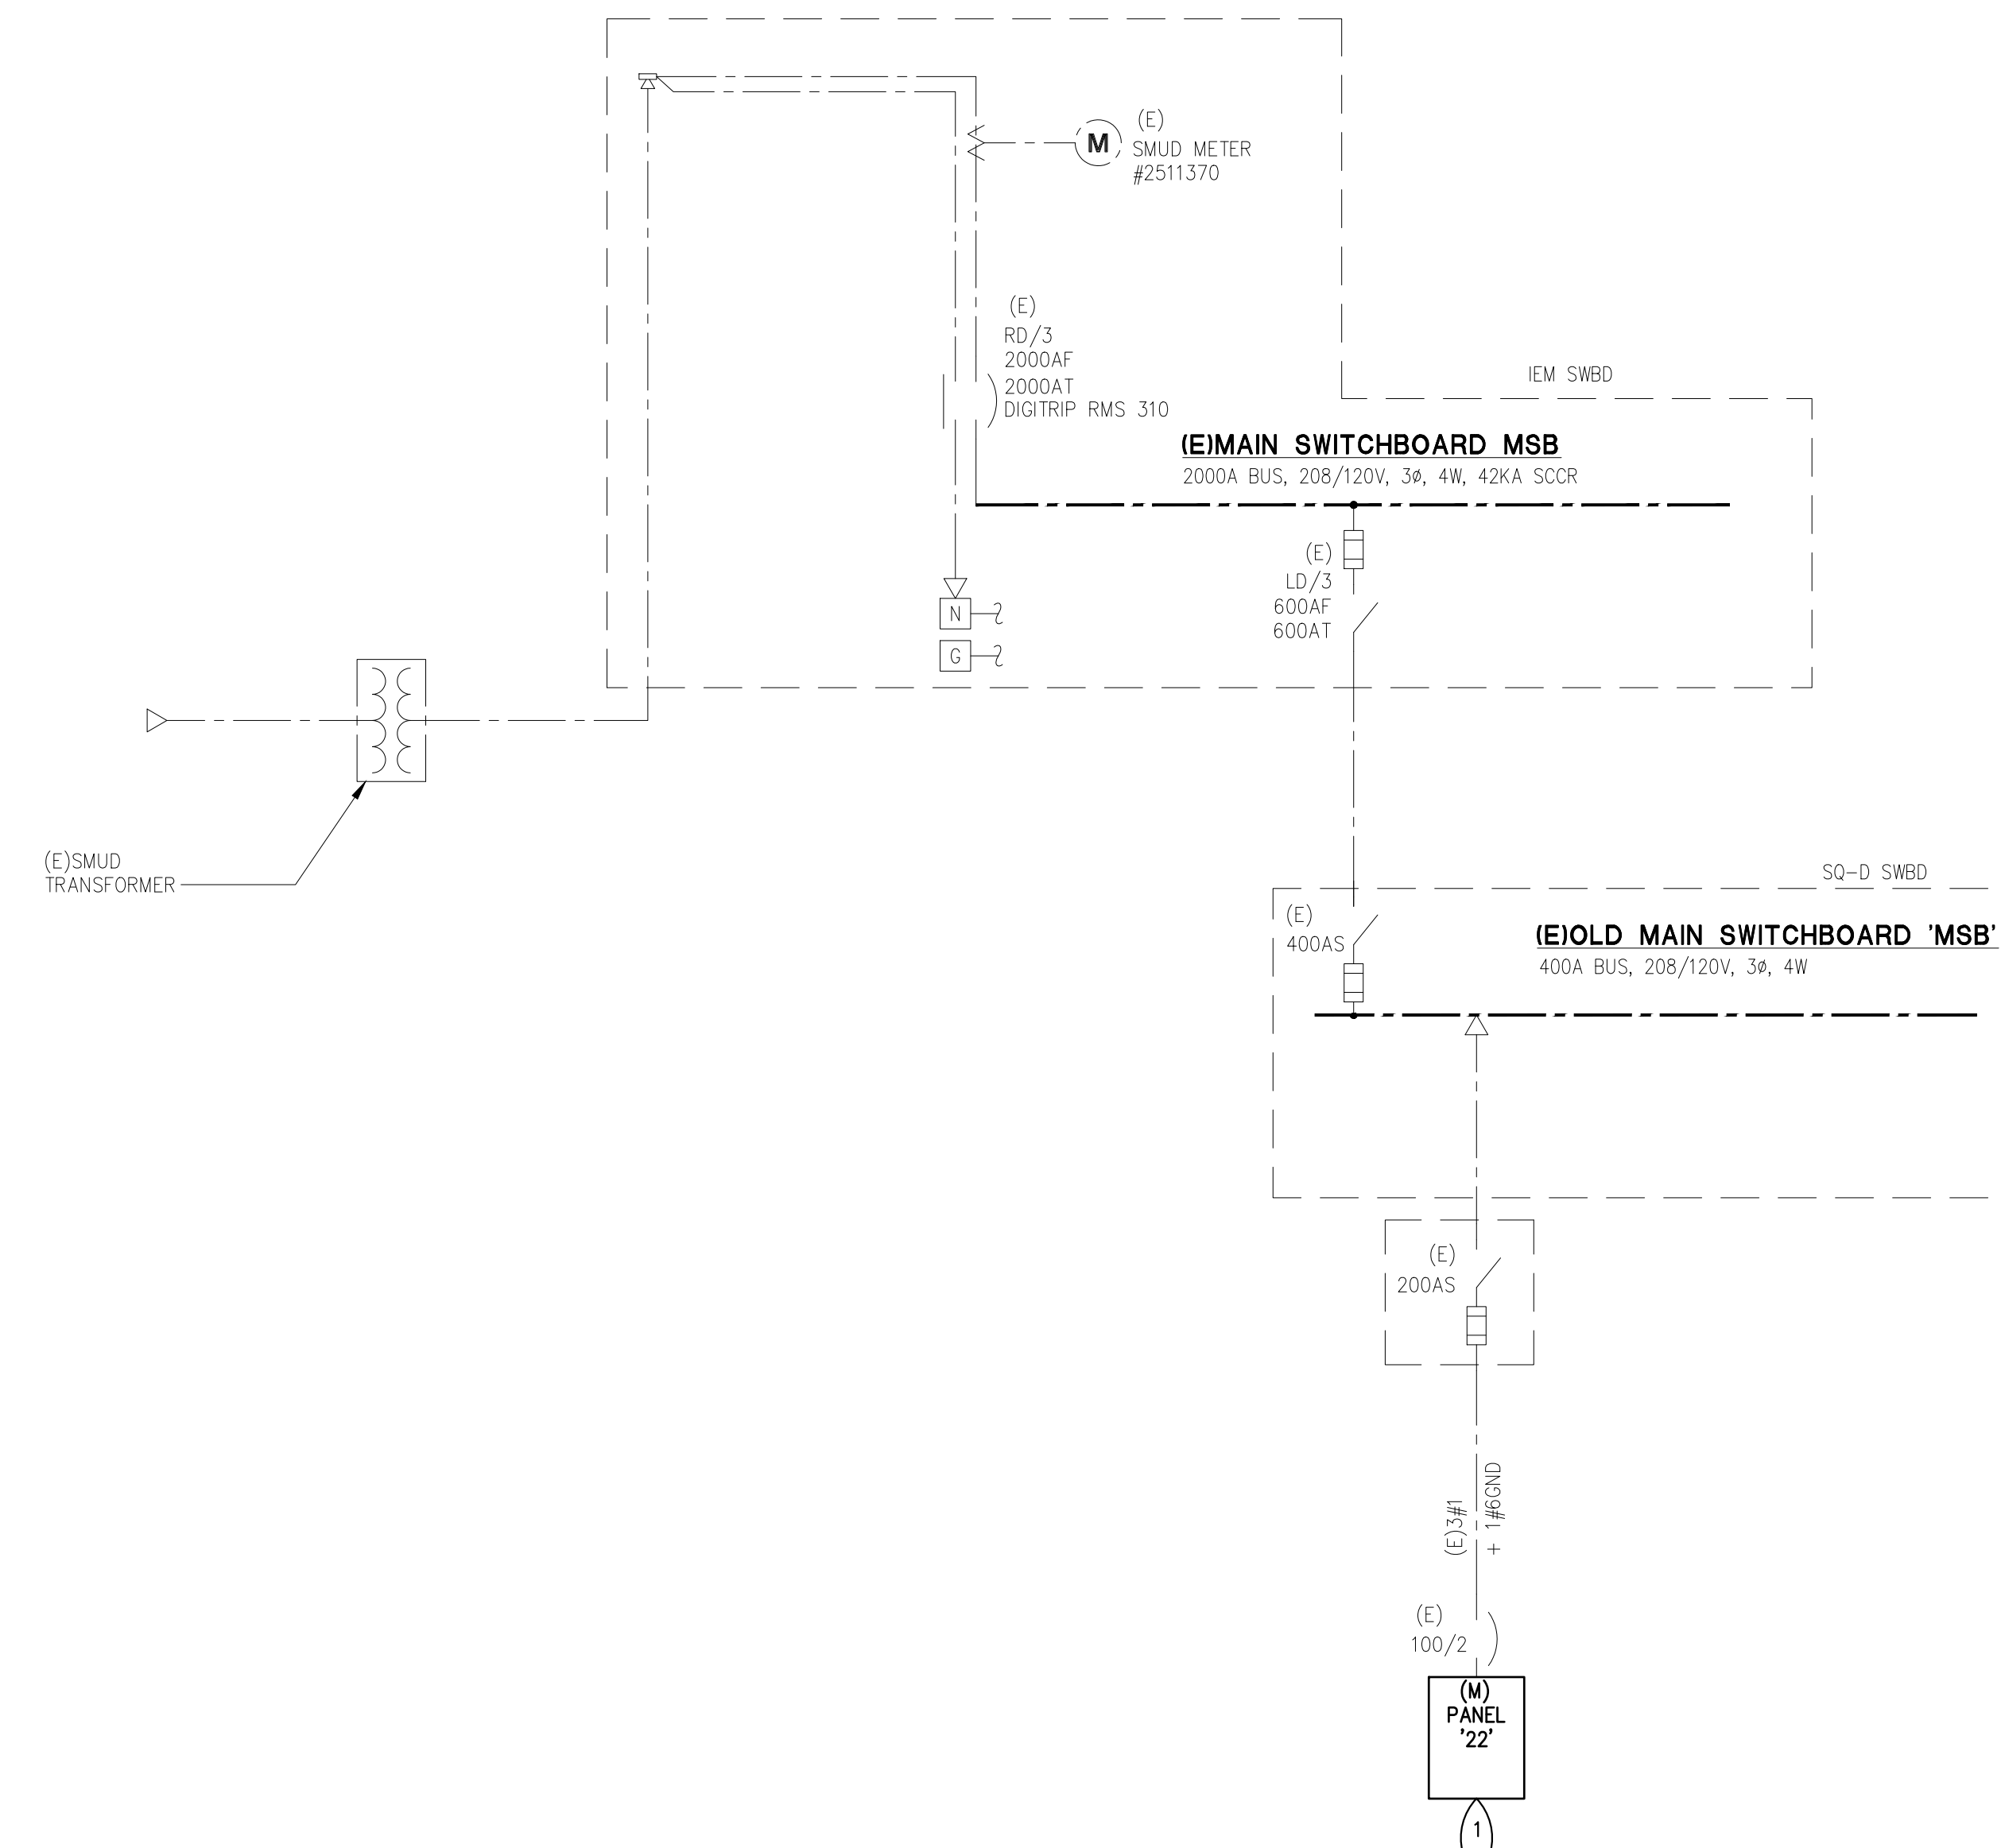 (E)
SMUD METER
#2511370
M
(E)
RD/3
2000AF
2000AT
DIGITRIP RMS 310
IEM SWBD
(E)MAIN SWITCHBOARD MSB
2000A BUS, 208/120V, 3ø, 4W, 42KA SCCR
(E)
LD/3
600AF
600AT
N
G
(E)SMUD
TRANSFORMER
SQ-D SWBD
(E)
400AS
(E)OLD MAIN SWITCHBOARD 'MSB'
400A BUS, 208/120V, 3ø, 4W
(E)
200AS
(E)3#1
+ 1#6GND
(E)
100/2
(M)
PANEL
'22'
1